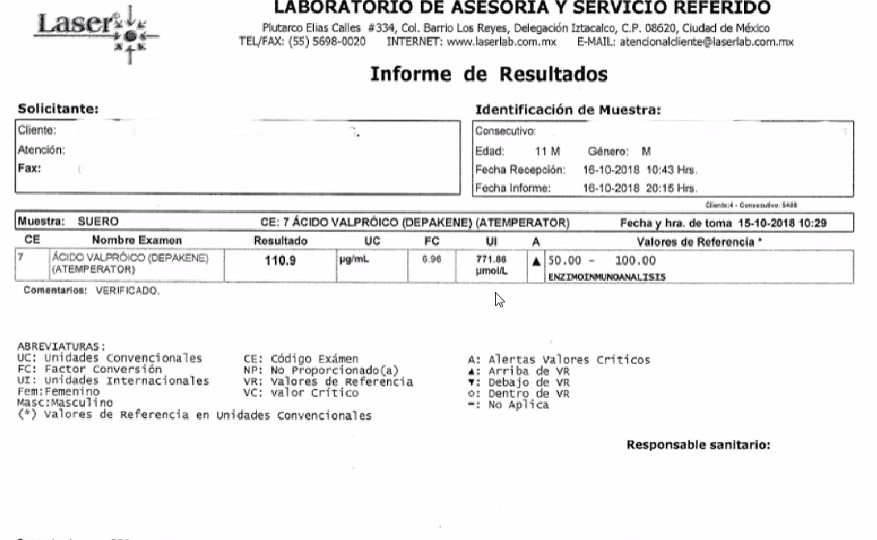 Laser
LABORATORIO DE ASESORÍA Y SERVICIO REFERIDO
Plutarco Elías Calles #334, Col. Barrio Los Reyes, Delegación Iztacalco, C.P. 08620, Ciudad de México
TEL/FAX: (55) 5698-0020 INTERNET: www.laserlab.com.mx E-MAIL: atencionalcliente@laserlab.com.mx
Informe de Resultados
Solicitante:
Cliente:
Atención:
Fax:
Identificación de Muestra:
Consecutivo:
Edad: 11 M Género: M
Fecha Recepción: 16-10-2018 10:43 Hrs.
Fecha Informe: 16-10-2018 20:15 Hrs.
Cliente:4 - Consecutivo: 5488
Muestra: SUERO CE: 7 ÁCIDO VALPRÓICO (DEPAKENE) (ATEMPERATOR) Fecha y hra. de toma 15-10-2018 10:29
CE Nombre Examen Resultado UC FC UI A Valores de Referencia *
7 ÁCIDO VALPRÓICO (DEPAKENE) 110.9 µg/mL 6.96 771.86 ▲ 50.00 - 100.00
(ATEMPERATOR) µmol/L ENZIMOINMUNOANALISIS
Comentarios: VERIFICADO.
ABREVIATURAS:
UC: Unidades Convencionales CE: Código Exámen A: Alertas Valores Críticos
FC: Factor Conversión NP: No Proporcionado(a) ▲: Arriba de VR
UI: Unidades Internacionales VR: Valores de Referencia ▼: Debajo de VR
Fem:Femenino VC: Valor Crítico ◇: Dentro de VR
Masc:Masculino −: No Aplica
(*) Valores de Referencia en Unidades Convencionales
Responsable sanitario: